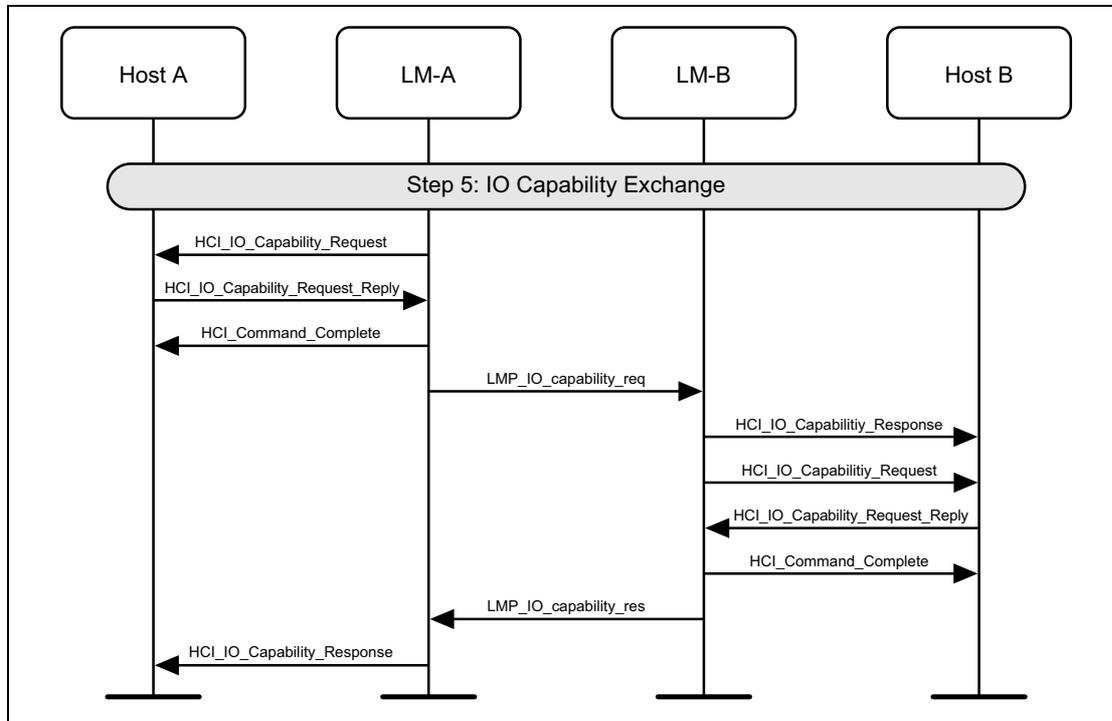 Host A
LM-A
LM-B
Host B
Step 5: IO Capability Exchange
HCI_IO_Capability_Request
HCI_IO_Capability_Request_Reply
HCI_Command_Complete
LMP_IO_capability_req
HCI_IO_Capabilitiy_Response
HCI_IO_Capabilitiy_Request
HCI_IO_Capability_Request_Reply
HCI_Command_Complete
LMP_IO_capability_res
HCI_IO_Capability_Response